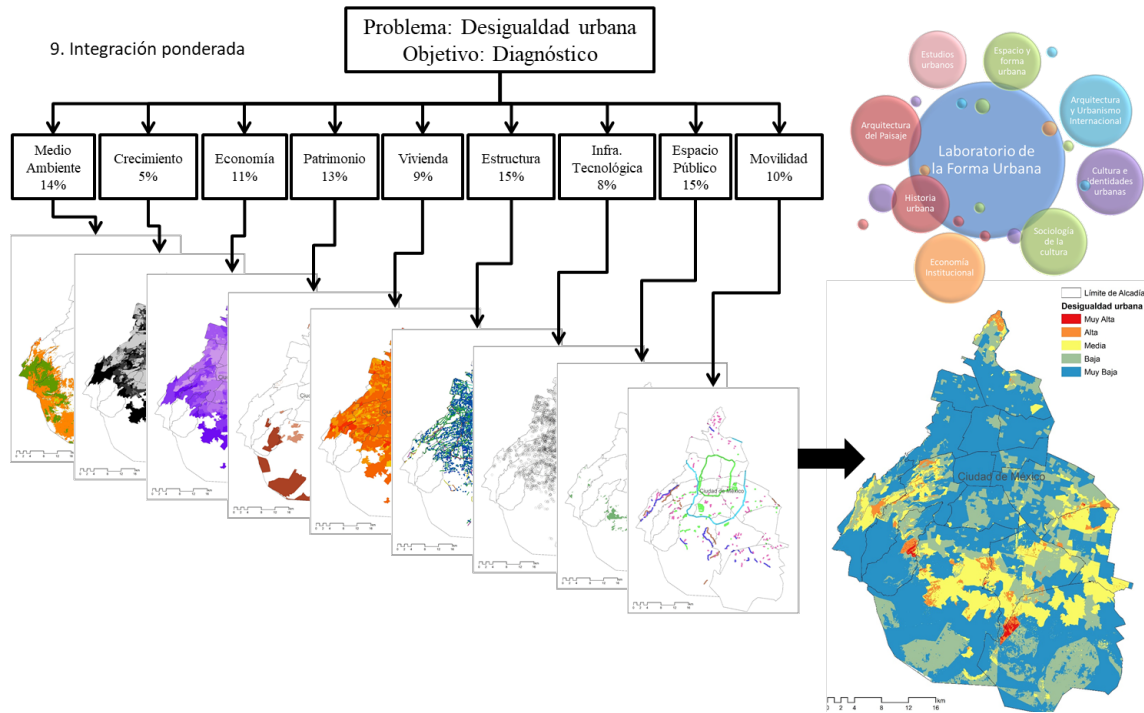 9. Integración ponderada
Problema: Desigualdad urbana
Objetivo: Diagnóstico
Medio
Ambiente
14%
Crecimiento
5%
Economía
11%
Patrimonio
13%
Vivienda
9%
Estructura
15%
Infra.
Tecnológica
8%
Espacio
Público
15%
Movilidad
10%
Estudios
urbanos
Espacio y
forma
urbana
Arquitectura
y Urbanismo
Internacional
Arquitectura
del Paisaje
Laboratorio de
la Forma Urbana
Cultura e
identidades
urbanas
Historia
urbana
Sociología
de la
cultura
Economía
Institucional
Límite de Alcadía
Desigualdad urbana
Muy Alta
Alta
Media
Baja
Muy Baja
Ciudad de México
Ciudad de México
km
0 2 4 8 12 16